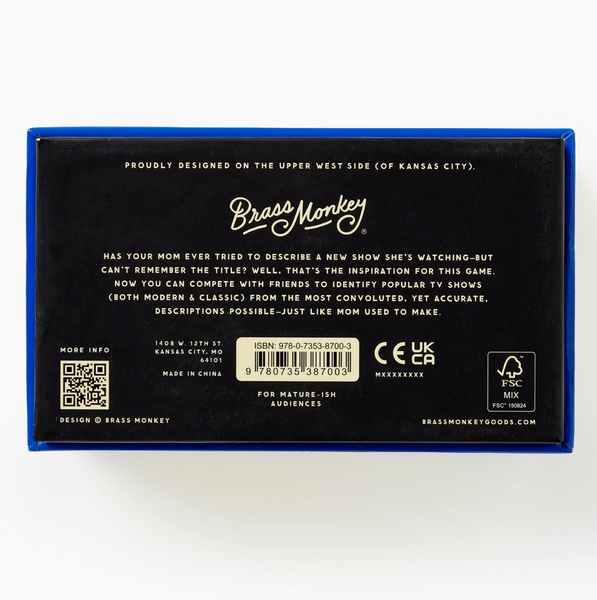 PROUDLY DESIGNED ON THE UPPER WEST SIDE (OF KANSAS CITY).
Brass Monkey®
HAS YOUR MOM EVER TRIED TO DESCRIBE A NEW SHOW SHE'S WATCHING—BUT
CAN'T REMEMBER THE TITLE? WELL, THAT'S THE INSPIRATION FOR THIS GAME.
NOW YOU CAN COMPETE WITH FRIENDS TO IDENTIFY POPULAR TV SHOWS
(BOTH MODERN & CLASSIC) FROM THE MOST CONVOLUTED, YET ACCURATE,
DESCRIPTIONS POSSIBLE—JUST LIKE MOM USED TO MAKE.
MORE INFO
DESIGN © BRASS MONKEY
1408 W. 12TH ST.
KANSAS CITY, MO
64101
MADE IN CHINA
ISBN: 978-0-7353-8700-3
9 780735 387003
FOR MATURE-ISH
AUDIENCES
CE UK
CA
MXXXXXXXX
FSC
MIX
FSC™ 150824
BRASSMONKEYGOODS.COM